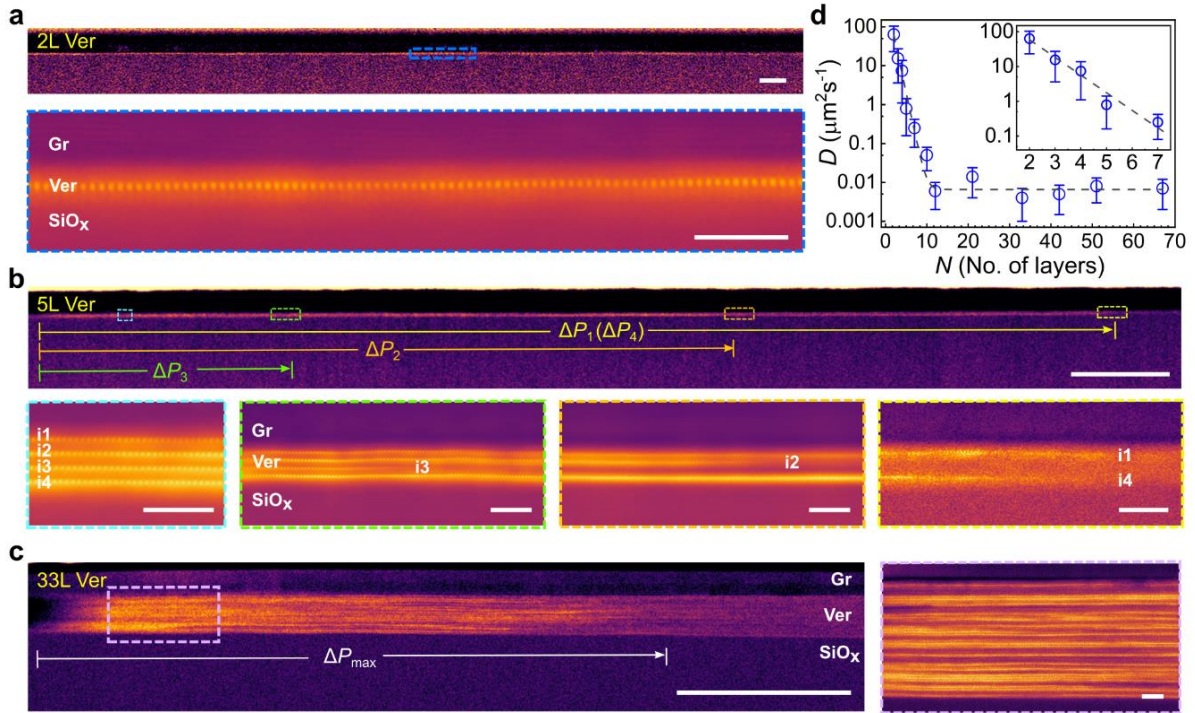 a
2L Ver
Gr
Ver
SiOx
d
D (μm²s⁻¹)
100
10
1
0.1
0.01
0.001
0 10 20 30 40 50 60 70
N (No. of layers)
100
10
1
0.1
2 3 4 5 6 7
b
5L Ver
ΔP1(ΔP4)
ΔP2
ΔP3
i1
i2
i3
i4
Gr
Ver
i3
SiOx
i2
i1
i4
c
33L Ver
Gr
Ver
SiOx
ΔPmax